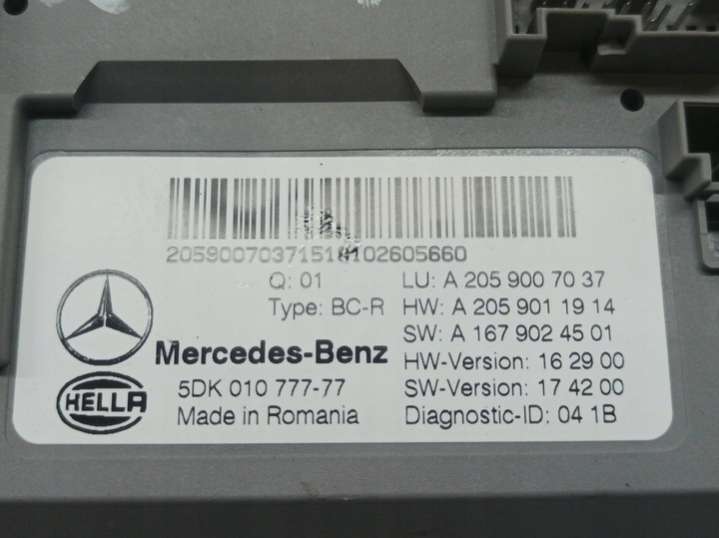 Q: 01
Type: BC-R
Mercedes-Benz
HELLA
5DK 010 777-77
Made in Romania
LU: A 205 900 70 37
HW: A 205 901 19 14
SW: A 167 902 45 01
HW-Version: 16 29 00
SW-Version: 17 42 00
Diagnostic-ID: 04 1B